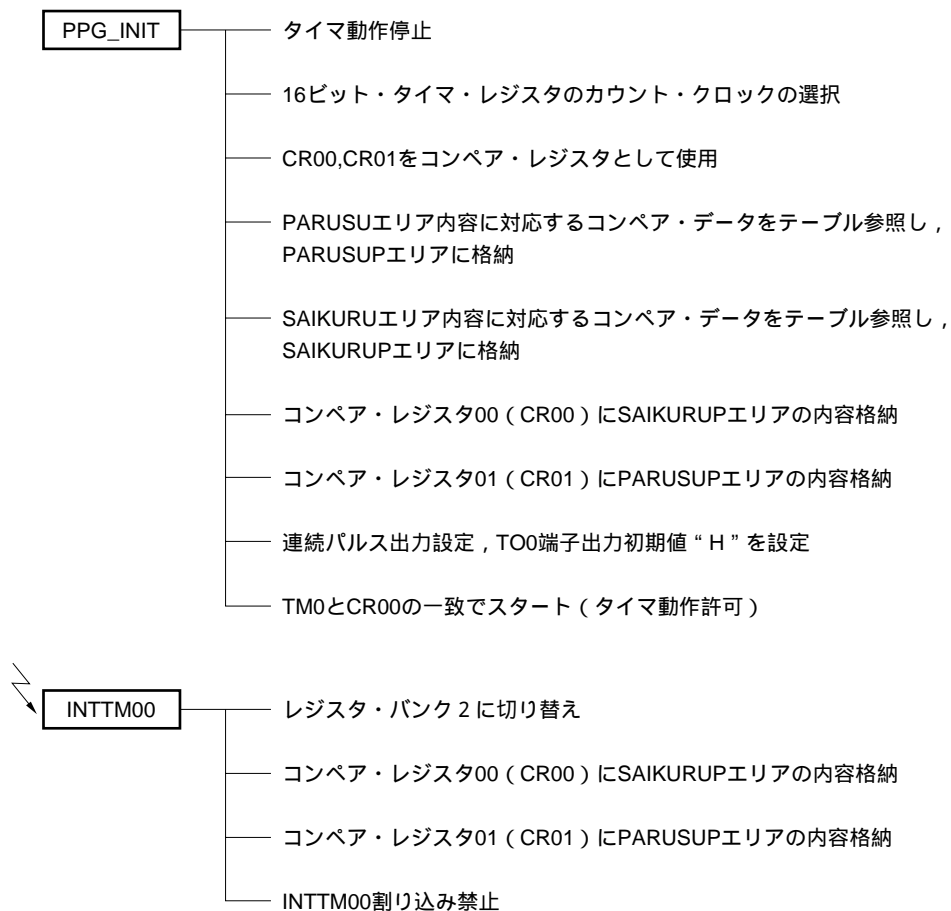 PPG_INIT
タイマ動作停止
16ビット・タイマ・レジスタのカウント・クロックの選択
CR00,CR01をコンペア・レジスタとして使用
PARUSUエリア内容に対応するコンペア・データをテーブル参照し，
PARUSUPエリアに格納
SAIKURUエリア内容に対応するコンペア・データをテーブル参照し，
SAIKURUPエリアに格納
コンペア・レジスタ00（CR00）にSAIKURUPエリアの内容格納
コンペア・レジスタ01（CR01）にPARUSUPエリアの内容格納
連続パルス出力設定，TO0端子出力初期値“H”を設定
TM0とCR00の一致でスタート（タイマ動作許可）
INTTM00
レジスタ・バンク２に切り替え
コンペア・レジスタ00（CR00）にSAIKURUPエリアの内容格納
コンペア・レジスタ01（CR01）にPARUSUPエリアの内容格納
INTTM00割り込み禁止